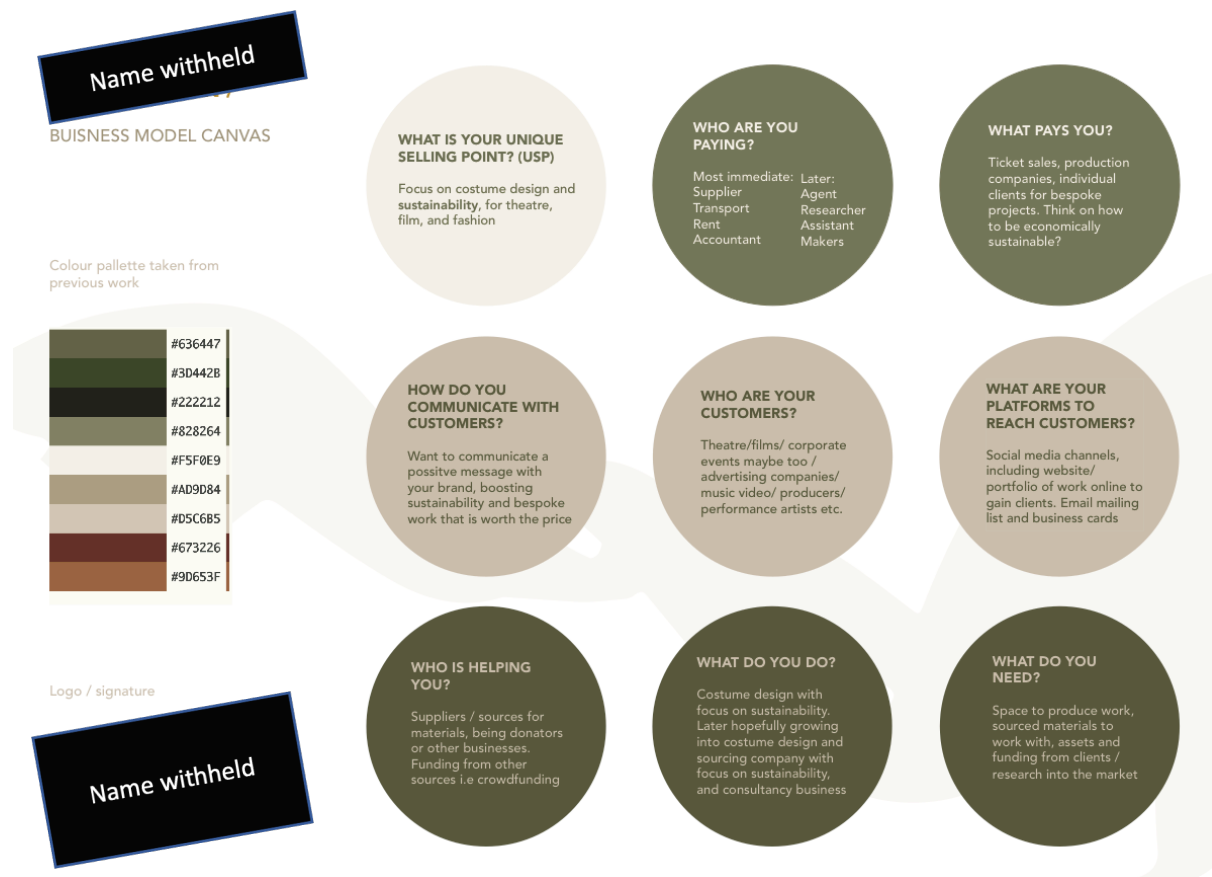 Name withheld
BUISNESS MODEL CANVAS
Colour pallette taken from
previous work
#636447
#3D442B
#222212
#828264
#F5F0E9
#AD9D84
#D5C6B5
#673226
#9D653F
Logo / signature
Name withheld
WHAT IS YOUR UNIQUE
SELLING POINT? (USP)
Focus on costume design and
sustainability, for theatre,
film, and fashion
WHO ARE YOU
PAYING?
Most immediate:
Supplier
Transport
Rent
Accountant
Later:
Agent
Researcher
Assistant
Makers
WHAT PAYS YOU?
Ticket sales, production
companies, individual
clients for bespoke
projects. Think on how
to be economically
sustainable?
HOW DO YOU
COMMUNICATE WITH
CUSTOMERS?
Want to communicate a
possitve message with
your brand, boosting
sustainability and bespoke
work that is worth the price
WHO ARE YOUR
CUSTOMERS?
Theatre/films/ corporate
events maybe too /
advertising companies/
music video/ producers/
performance artists etc.
WHAT ARE YOUR
PLATFORMS TO
REACH CUSTOMERS?
Social media channels,
including website/
portfolio of work online to
gain clients. Email mailing
list and business cards
WHO IS HELPING
YOU?
Suppliers / sources for
materials, being donators
or other businesses.
Funding from other
sources i.e crowdfunding
WHAT DO YOU DO?
Costume design with
focus on sustainability.
Later hopefully growing
into costume design and
sourcing company with
focus on sustainability,
and consultancy business
WHAT DO YOU
NEED?
Space to produce work,
sourced materials to
work with, assets and
funding from clients /
research into the market